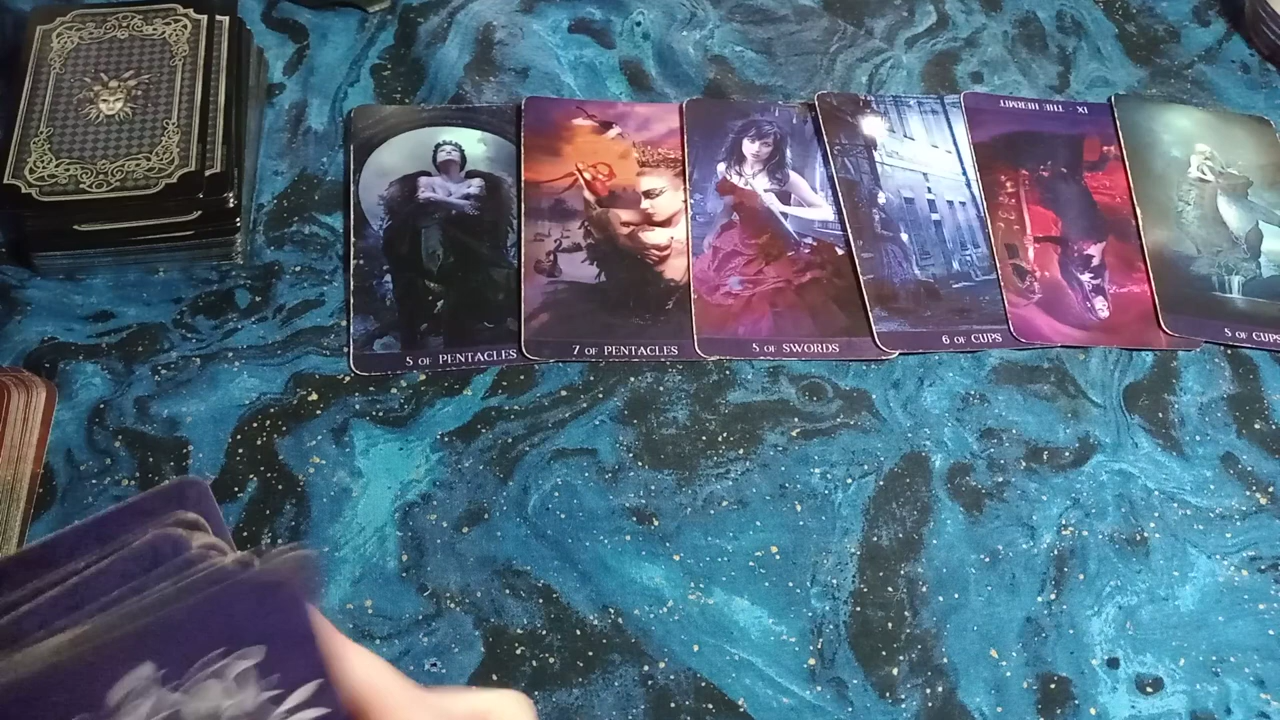 5 OF PENTACLES
7 OF PENTACLES
5 OF SWORDS
6 OF CUPS
IX · THE HERMIT
5 OF CUPS